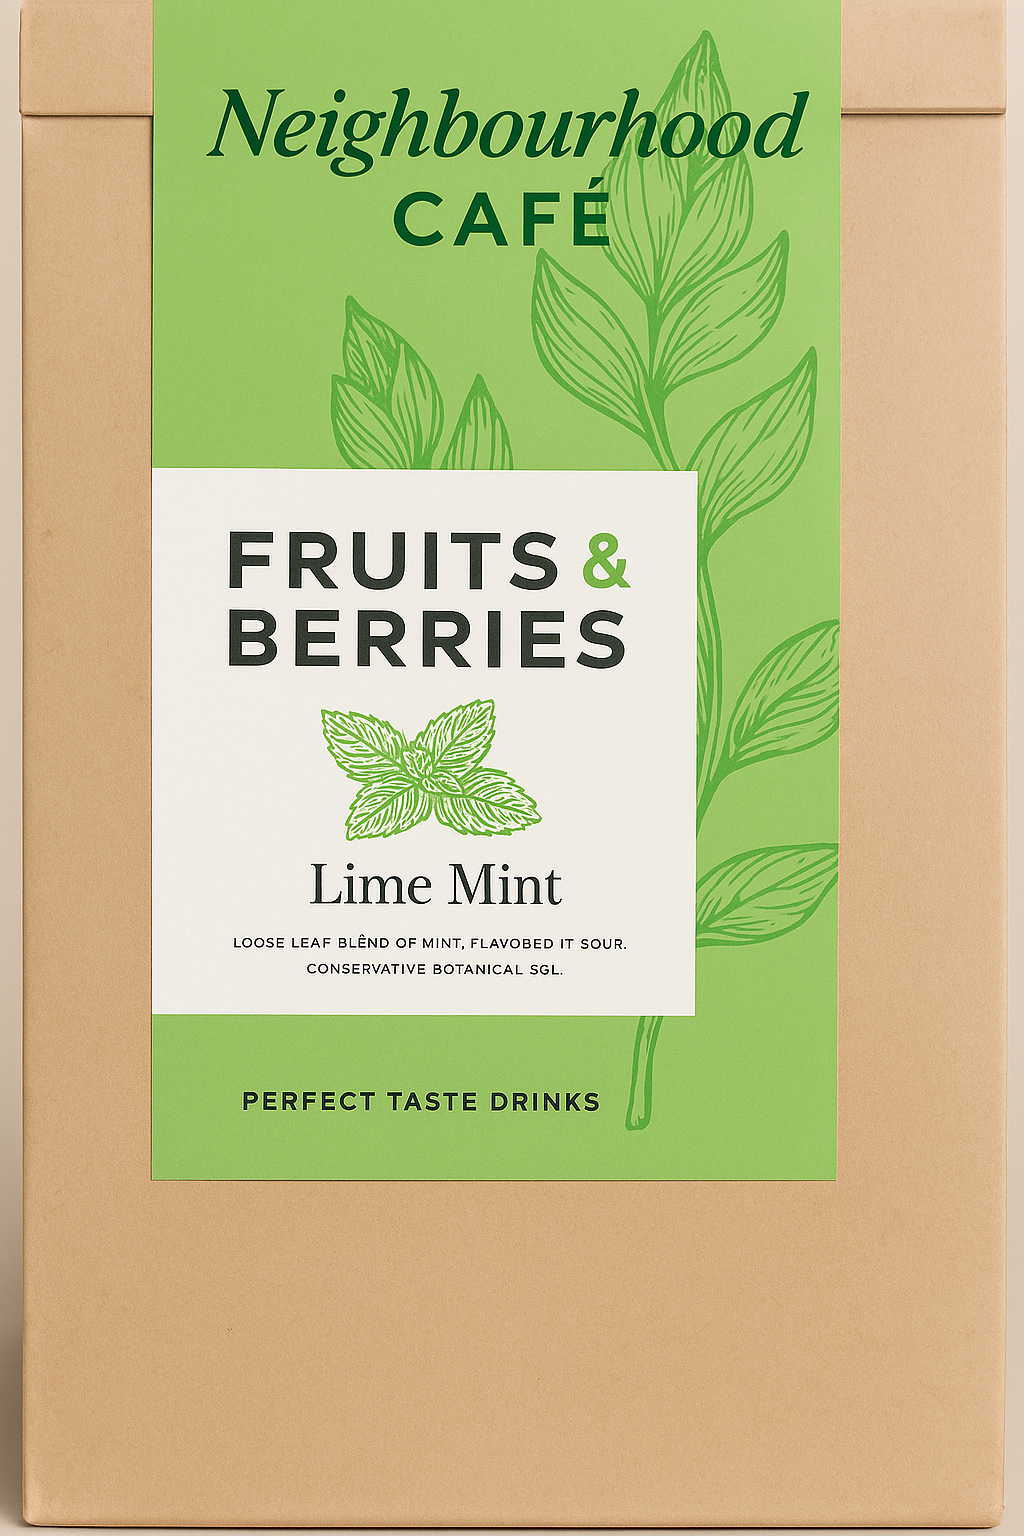 Neighbourhood
CAFÉ
FRUITS &
BERRIES
Lime Mint
LOOSE LEAF BLÊND OF MINT, FLAVOBED IT SOUR.
CONSERVATIVE BOTANICAL SGL.
PERFECT TASTE DRINKS